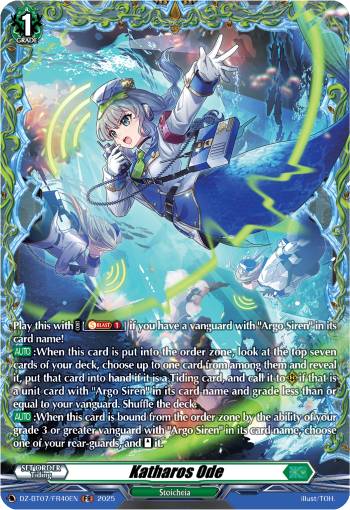 1
GRADE
Play this with COST [SOUL BLAST 1] if you have a vanguard with "Argo Siren" in its
card name!
AUTO :When this card is put into the order zone, look at the top seven
cards of your deck, choose up to one card from among them and reveal
it, put that card into hand if it is a Tiding card, and call it to if that is
a unit card with "Argo Siren" in its card name and grade less than or
equal to your vanguard. Shuffle the deck.
AUTO :When this card is bound from the order zone by the ability of your
grade 3 or greater vanguard with "Argo Siren" in its card name, choose
one of your rear-guards, and it.
SET ORDER
Tiding
Katharos Ode
Stoicheia
DZ-BT07/FR40EN FR 2025
illust/TOH.